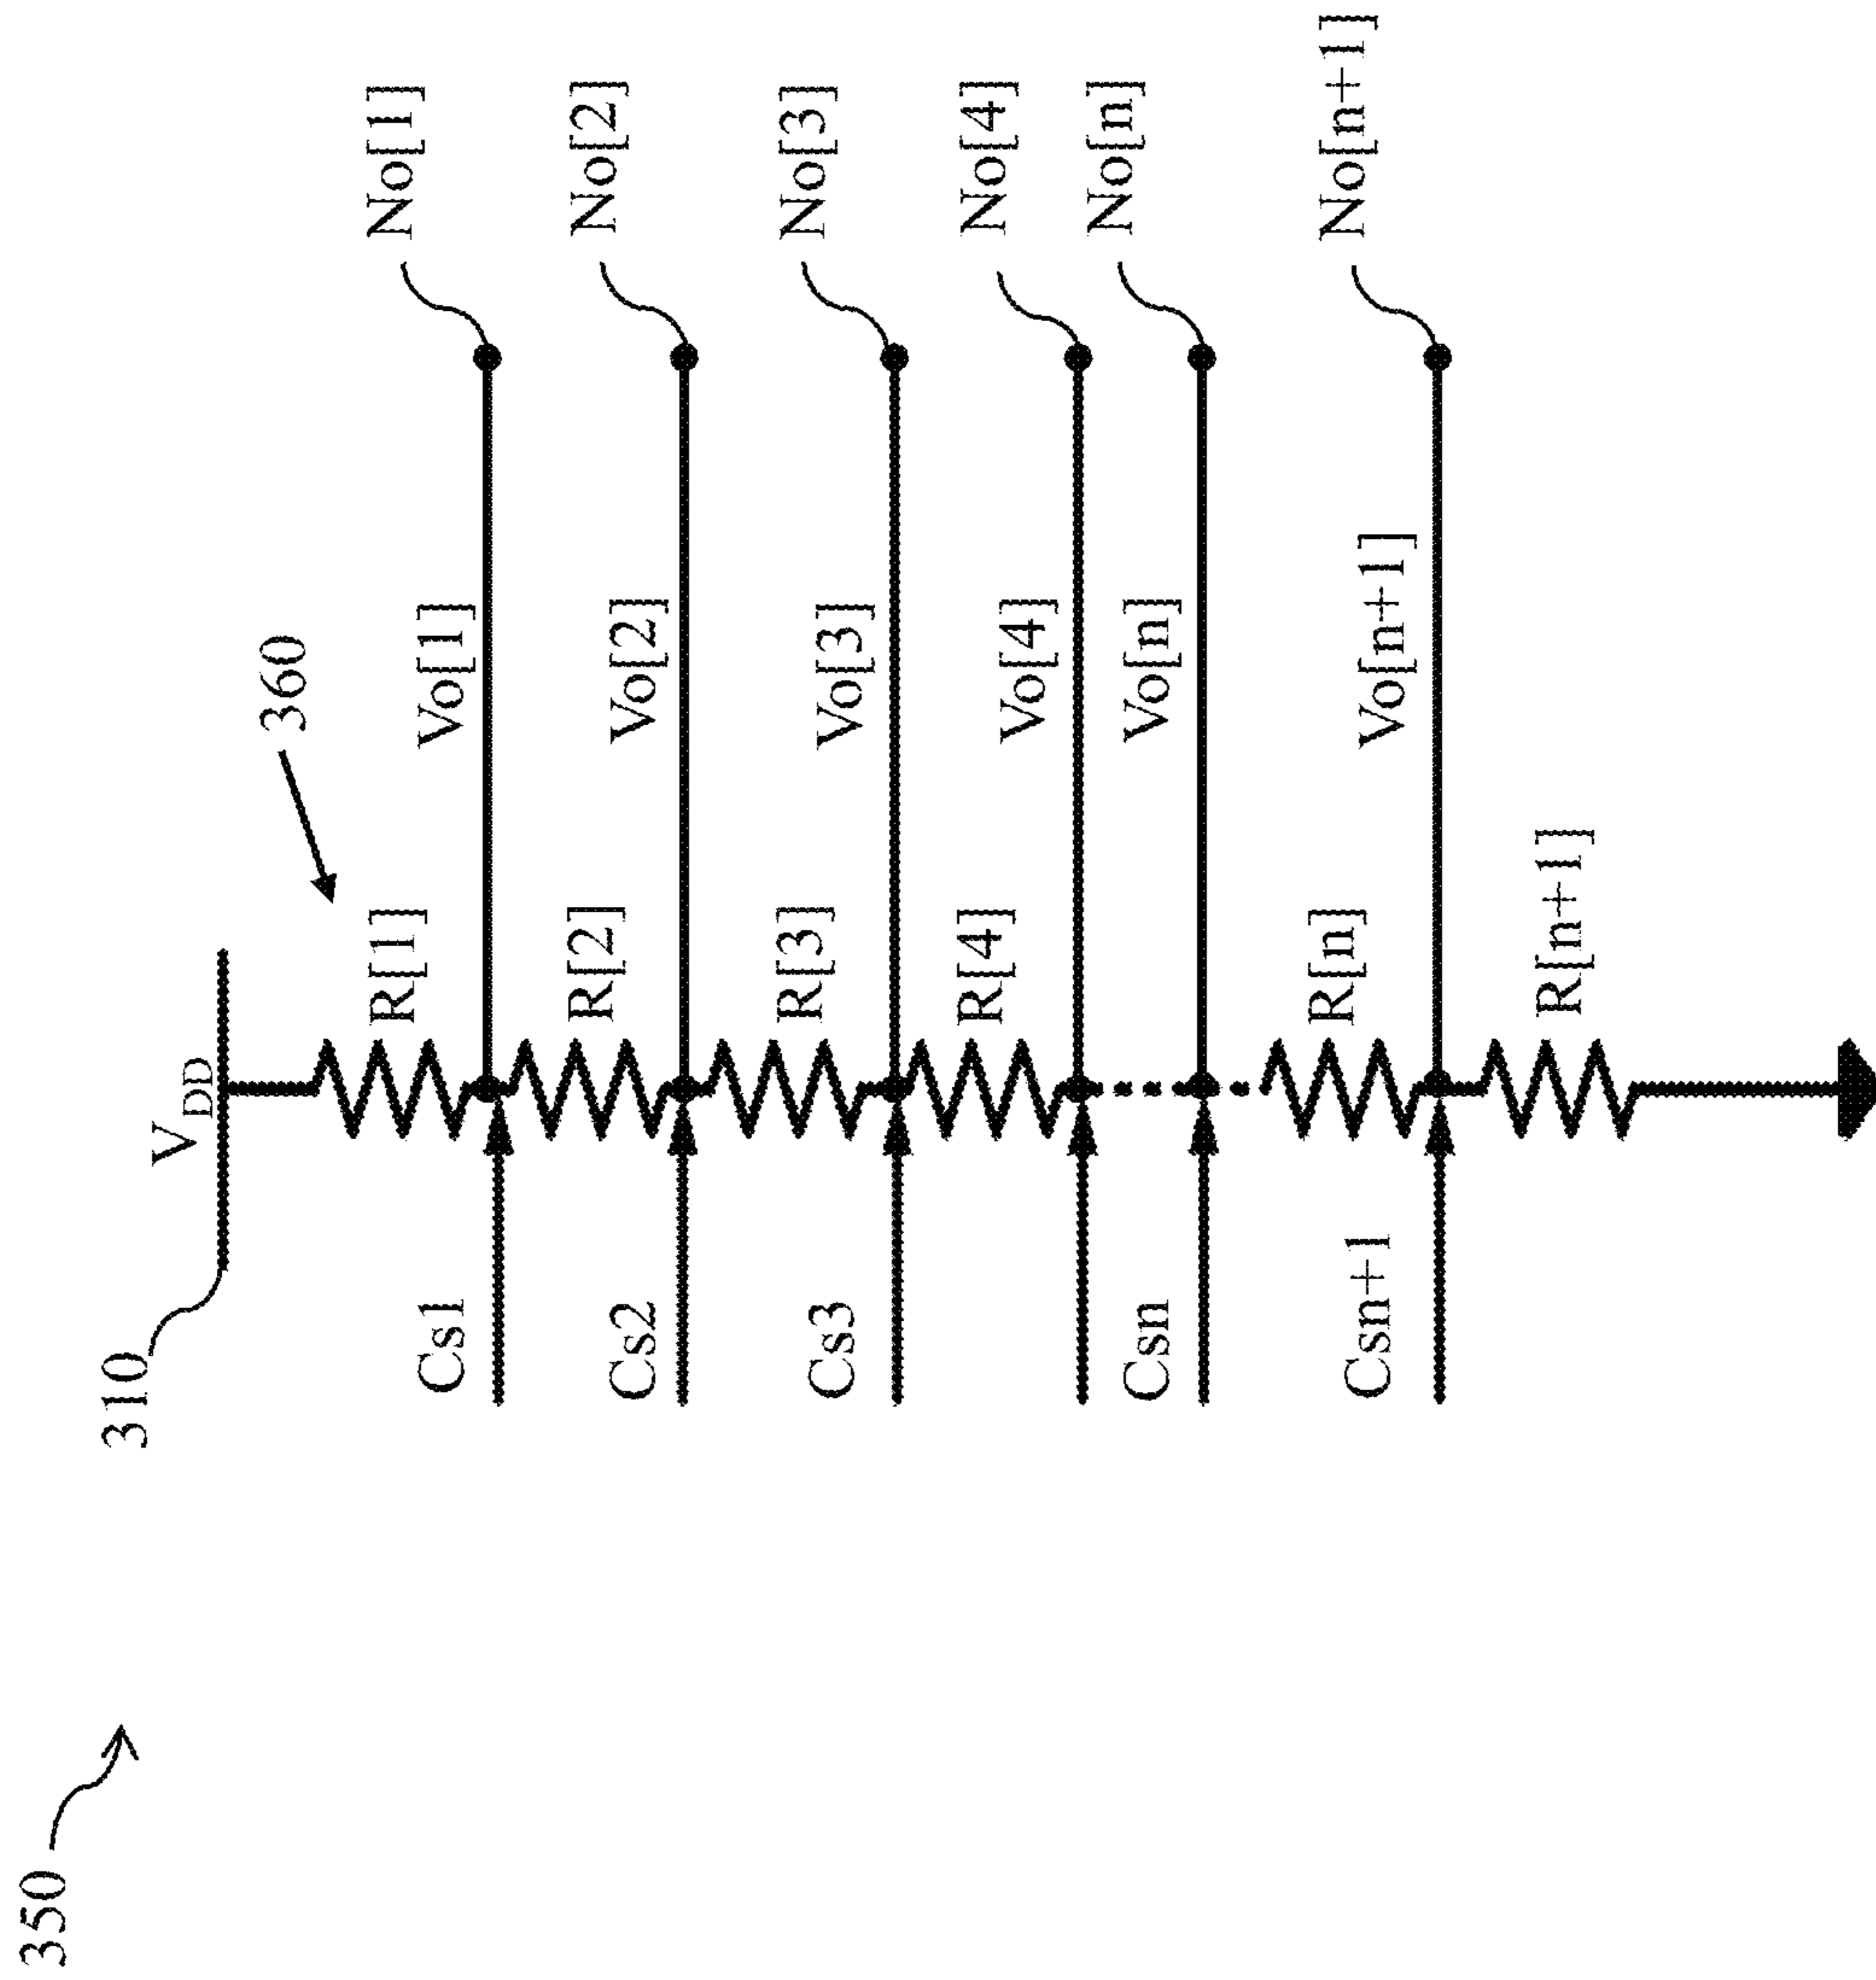 350
310
V
DD
360
R[1]
R[2]
R[3]
R[4]
R[n]
R[n+1]
Cs1
Cs2
Cs3
Csn
Csn+1
Vo[1]
Vo[2]
Vo[3]
Vo[4]
Vo[n]
Vo[n+1]
No[1]
No[2]
No[3]
No[4]
No[n]
No[n+1]